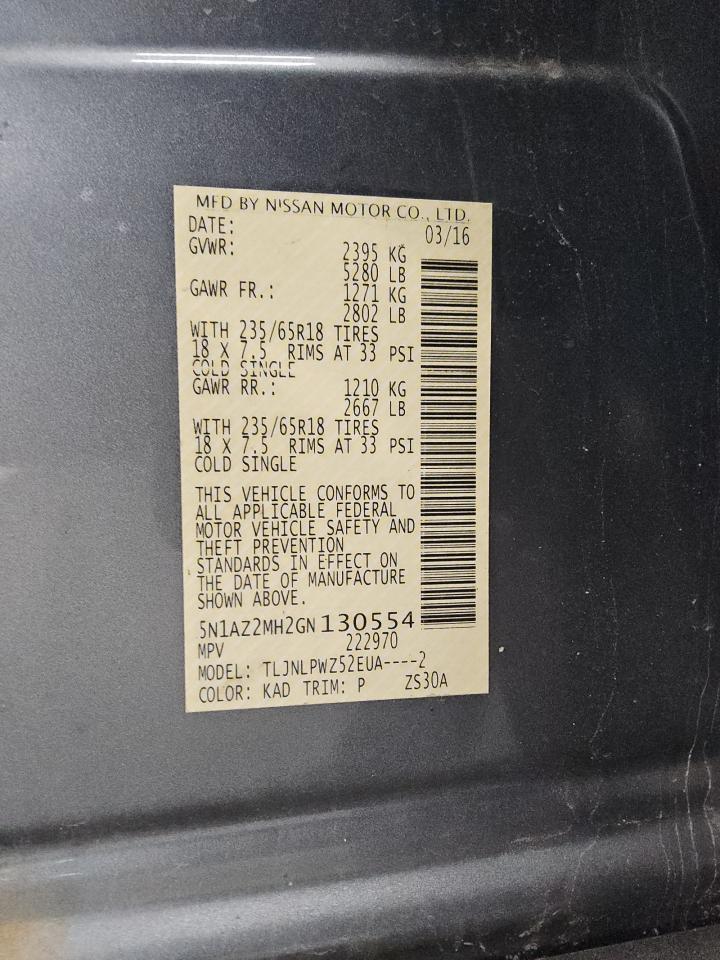 MFD BY NISSAN MOTOR CO., LTD.
DATE: 03/16
GVWR: 2395 KG
5280 LB
GAWR FR.: 1271 KG
2802 LB
WITH 235/65R18 TIRES
18 X 7.5 RIMS AT 33 PSI
COLD SINGLE
GAWR RR.: 1210 KG
2667 LB
WITH 235/65R18 TIRES
18 X 7.5 RIMS AT 33 PSI
COLD SINGLE
THIS VEHICLE CONFORMS TO
ALL APPLICABLE FEDERAL
MOTOR VEHICLE SAFETY AND
THEFT PREVENTION
STANDARDS IN EFFECT ON
THE DATE OF MANUFACTURE
SHOWN ABOVE.
5N1AZ2MH2GN130554
MPV 222970
MODEL: TLJNLPWZ52EUA----2
COLOR: KAD TRIM: P ZS30A